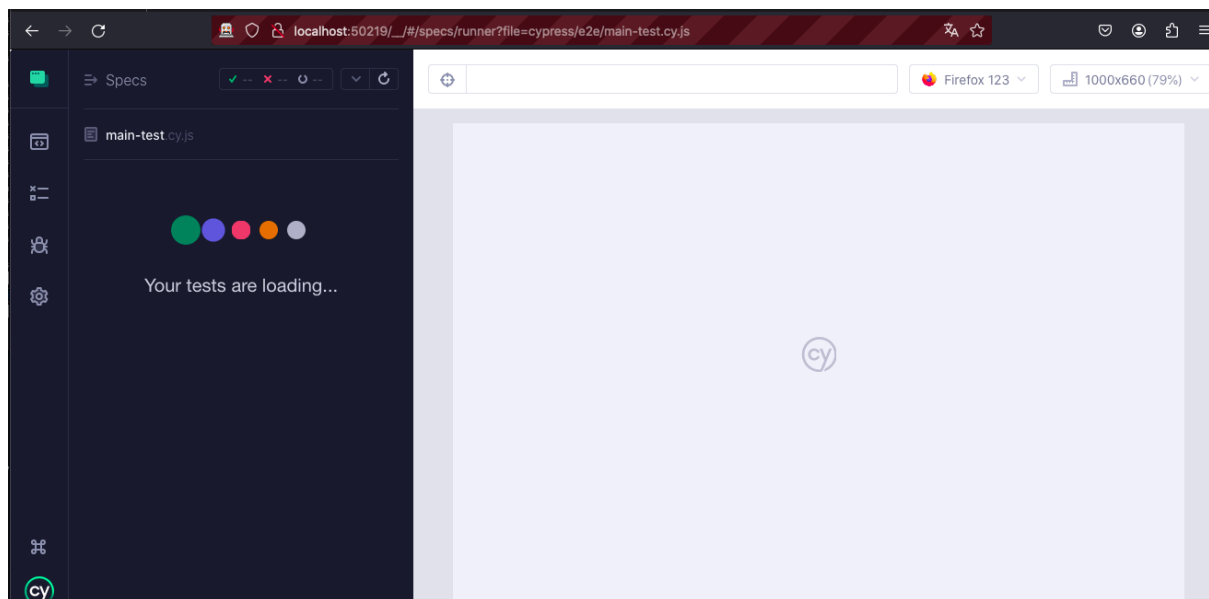 localhost:50219/__/#/specs/runner?file=cypress/e2e/main-test.cy.js
Specs
-- -- --
Firefox 123
1000x660 (79%)
main-test.cy.js
Your tests are loading...
cy
cy